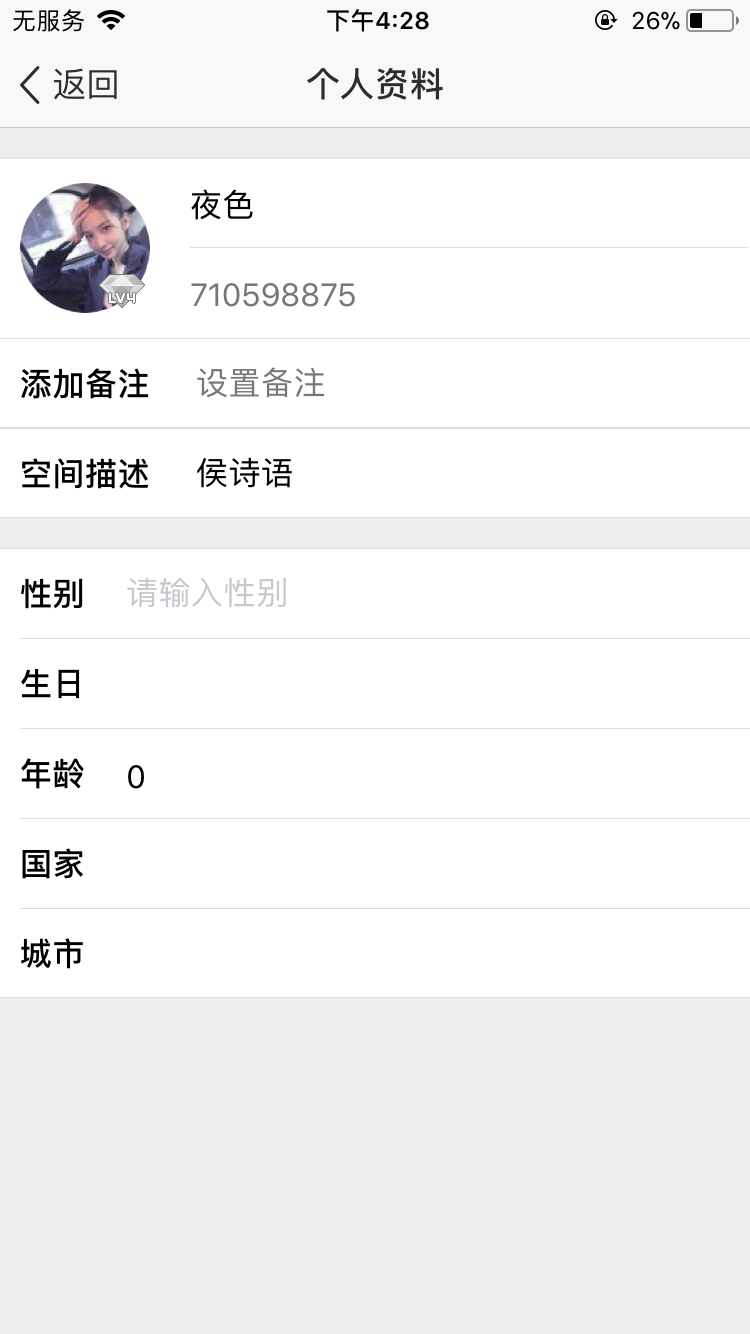 无服务
下午4:28
26%
返回
个人资料
夜色
LV4
710598875
添加备注 设置备注
空间描述 侯诗语
性别 请输入性别
生日
年龄 0
国家
城市